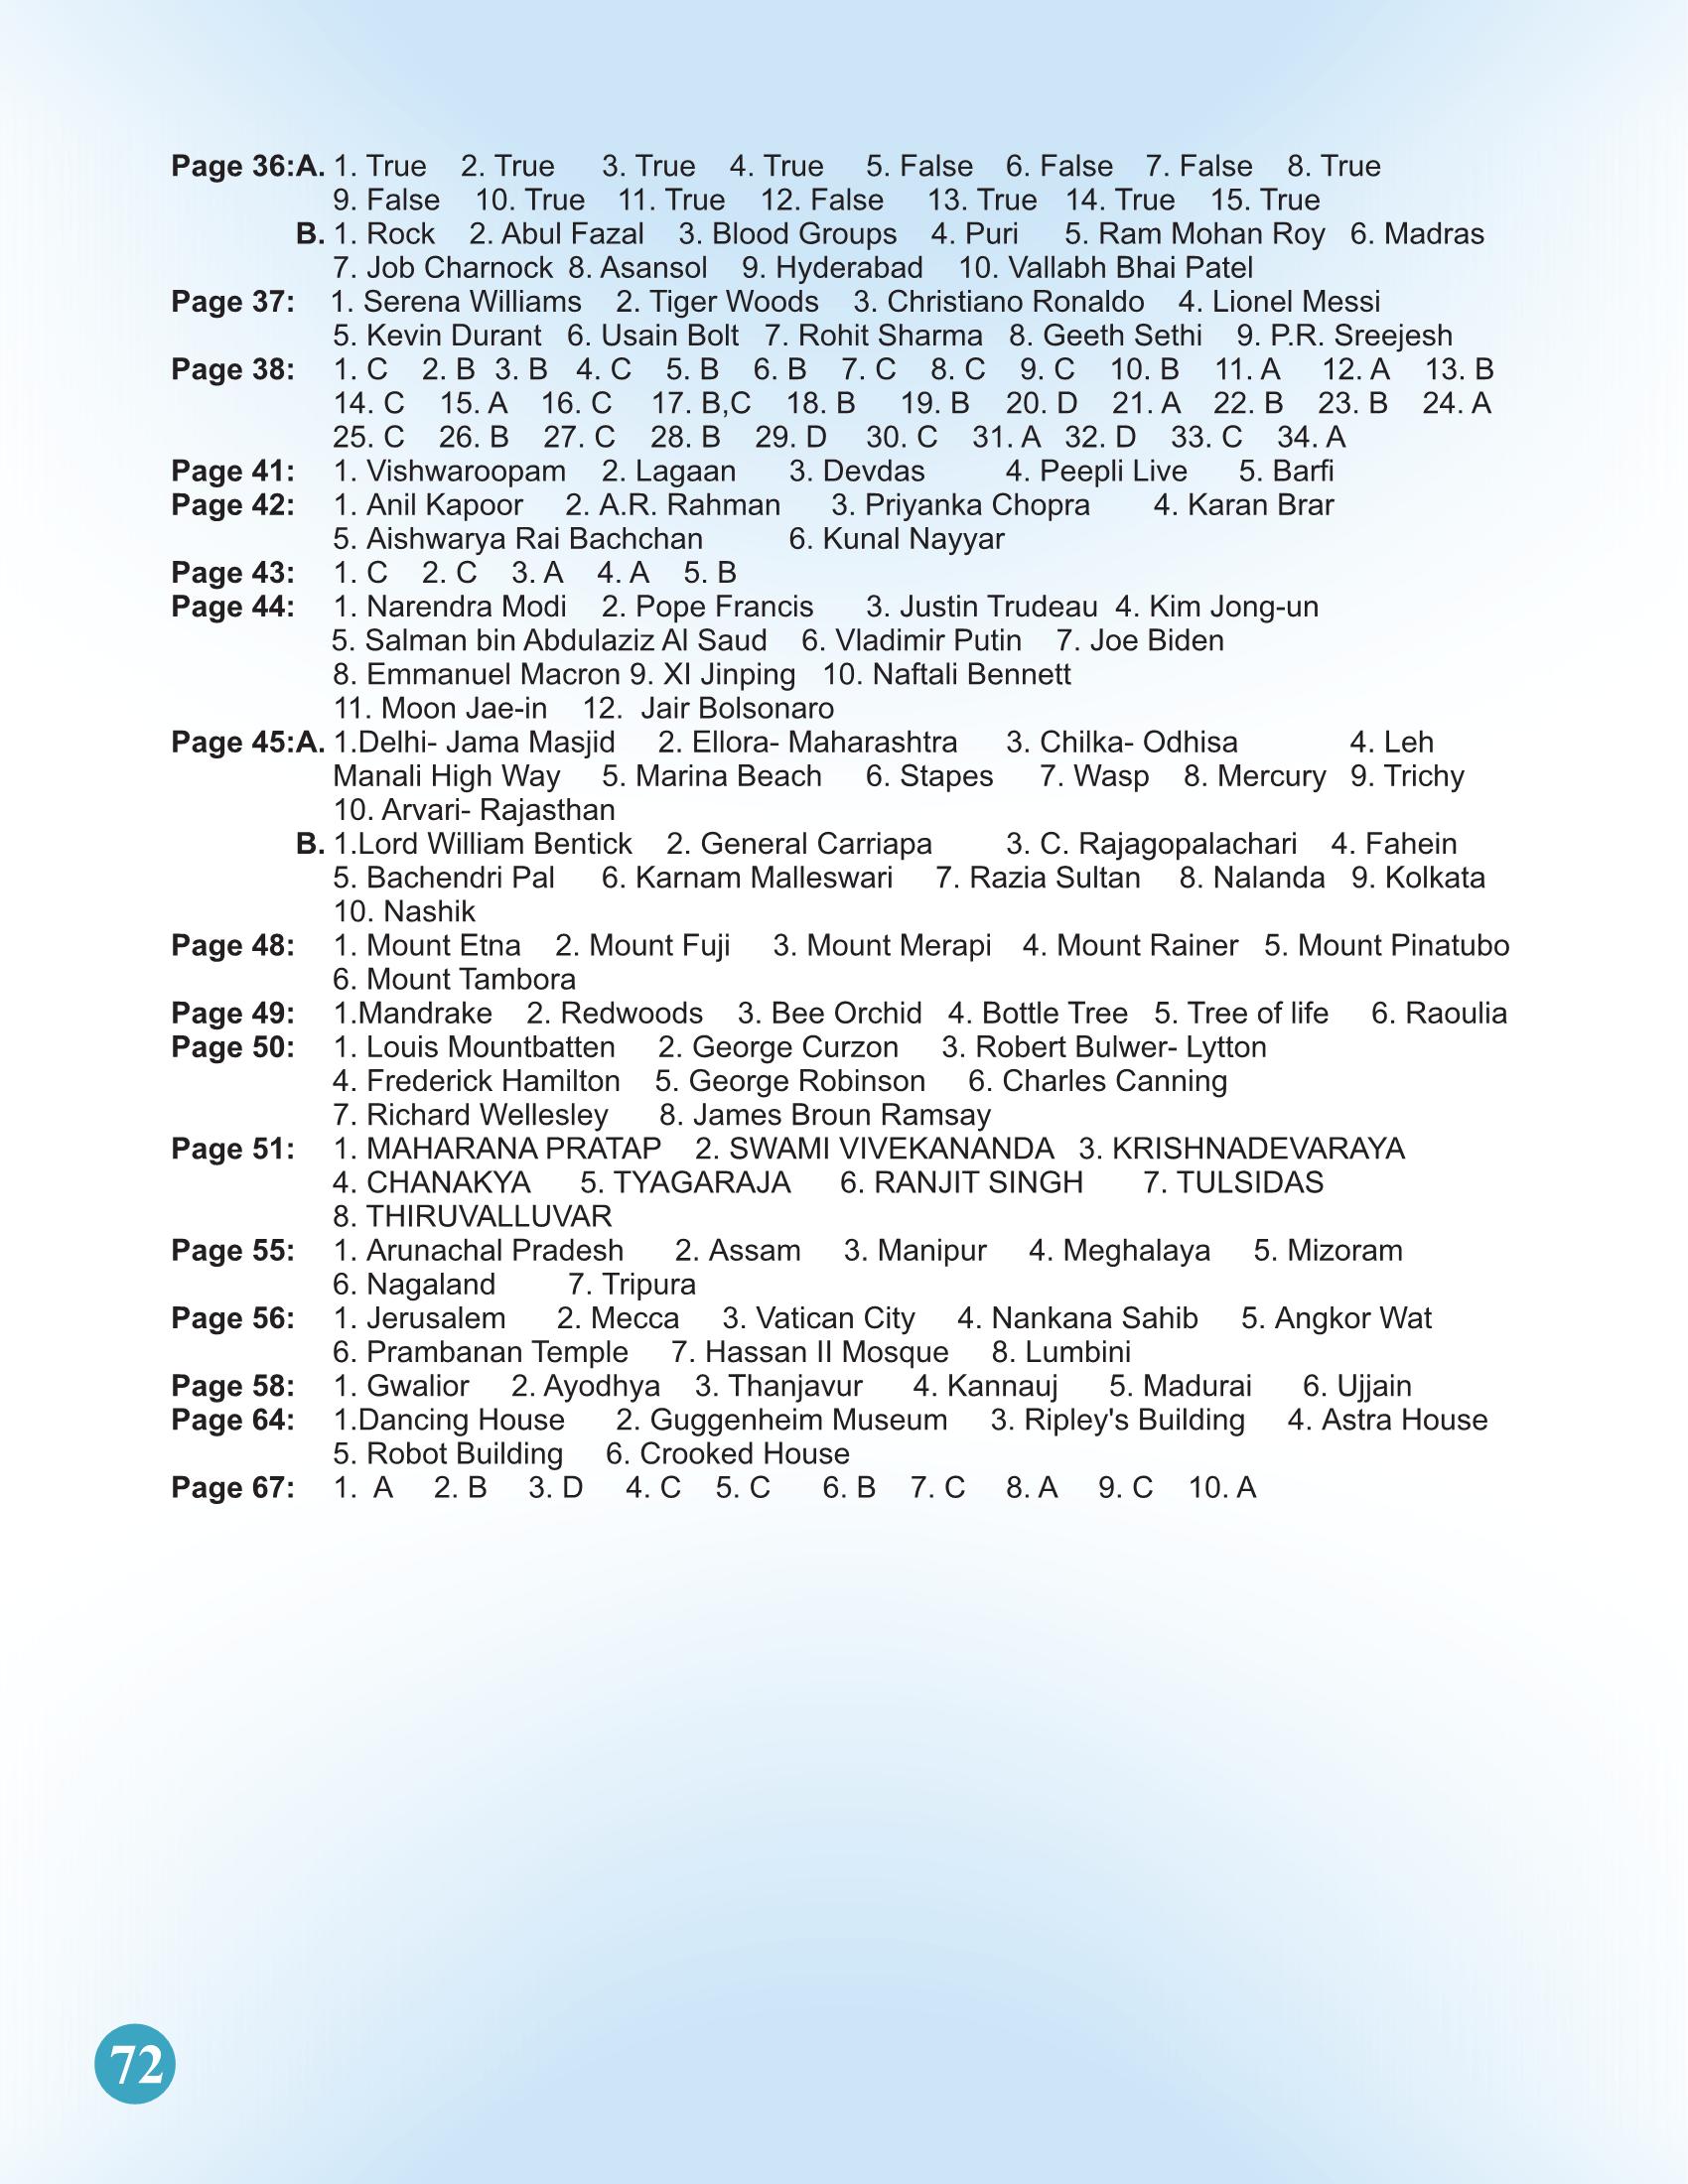 Page 36:A. 1. True 2. True 3. True 4. True 5. False 6. False 7. False 8. True
9. False 10. True 11. True 12. False 13. True 14. True 15. True
B. 1. Rock 2. Abul Fazal 3. Blood Groups 4. Puri 5. Ram Mohan Roy 6. Madras
7. Job Charnock 8. Asansol 9. Hyderabad 10. Vallabh Bhai Patel
Page 37: 1. Serena Williams 2. Tiger Woods 3. Christiano Ronaldo 4. Lionel Messi
5. Kevin Durant 6. Usain Bolt 7. Rohit Sharma 8. Geeth Sethi 9. P.R. Sreejesh
Page 38: 1. C 2. B 3. B 4. C 5. B 6. B 7. C 8. C 9. C 10. B 11. A 12. A 13. B
14. C 15. A 16. C 17. B,C 18. B 19. B 20. D 21. A 22. B 23. B 24. A
25. C 26. B 27. C 28. B 29. D 30. C 31. A 32. D 33. C 34. A
Page 41: 1. Vishwaroopam 2. Lagaan 3. Devdas 4. Peepli Live 5. Barfi
Page 42: 1. Anil Kapoor 2. A.R. Rahman 3. Priyanka Chopra 4. Karan Brar
5. Aishwarya Rai Bachchan 6. Kunal Nayyar
Page 43: 1. C 2. C 3. A 4. A 5. B
Page 44: 1. Narendra Modi 2. Pope Francis 3. Justin Trudeau 4. Kim Jong-un
5. Salman bin Abdulaziz Al Saud 6. Vladimir Putin 7. Joe Biden
8. Emmanuel Macron 9. XI Jinping 10. Naftali Bennett
11. Moon Jae-in 12. Jair Bolsonaro
Page 45:A. 1.Delhi- Jama Masjid 2. Ellora- Maharashtra 3. Chilka- Odhisa 4. Leh
Manali High Way 5. Marina Beach 6. Stapes 7. Wasp 8. Mercury 9. Trichy
10. Arvari- Rajasthan
B. 1.Lord William Bentick 2. General Carriapa 3. C. Rajagopalachari 4. Fahein
5. Bachendri Pal 6. Karnam Malleswari 7. Razia Sultan 8. Nalanda 9. Kolkata
10. Nashik
Page 48: 1. Mount Etna 2. Mount Fuji 3. Mount Merapi 4. Mount Rainer 5. Mount Pinatubo
6. Mount Tambora
Page 49: 1.Mandrake 2. Redwoods 3. Bee Orchid 4. Bottle Tree 5. Tree of life 6. Raoulia
Page 50: 1. Louis Mountbatten 2. George Curzon 3. Robert Bulwer- Lytton
4. Frederick Hamilton 5. George Robinson 6. Charles Canning
7. Richard Wellesley 8. James Broun Ramsay
Page 51: 1. MAHARANA PRATAP 2. SWAMI VIVEKANANDA 3. KRISHNADEVARAYA
4. CHANAKYA 5. TYAGARAJA 6. RANJIT SINGH 7. TULSIDAS
8. THIRUVALLUVAR
Page 55: 1. Arunachal Pradesh 2. Assam 3. Manipur 4. Meghalaya 5. Mizoram
6. Nagaland 7. Tripura
Page 56: 1. Jerusalem 2. Mecca 3. Vatican City 4. Nankana Sahib 5. Angkor Wat
6. Prambanan Temple 7. Hassan II Mosque 8. Lumbini
Page 58: 1. Gwalior 2. Ayodhya 3. Thanjavur 4. Kannauj 5. Madurai 6. Ujjain
Page 64: 1.Dancing House 2. Guggenheim Museum 3. Ripley's Building 4. Astra House
5. Robot Building 6. Crooked House
Page 67: 1. A 2. B 3. D 4. C 5. C 6. B 7. C 8. A 9. C 10. A
72